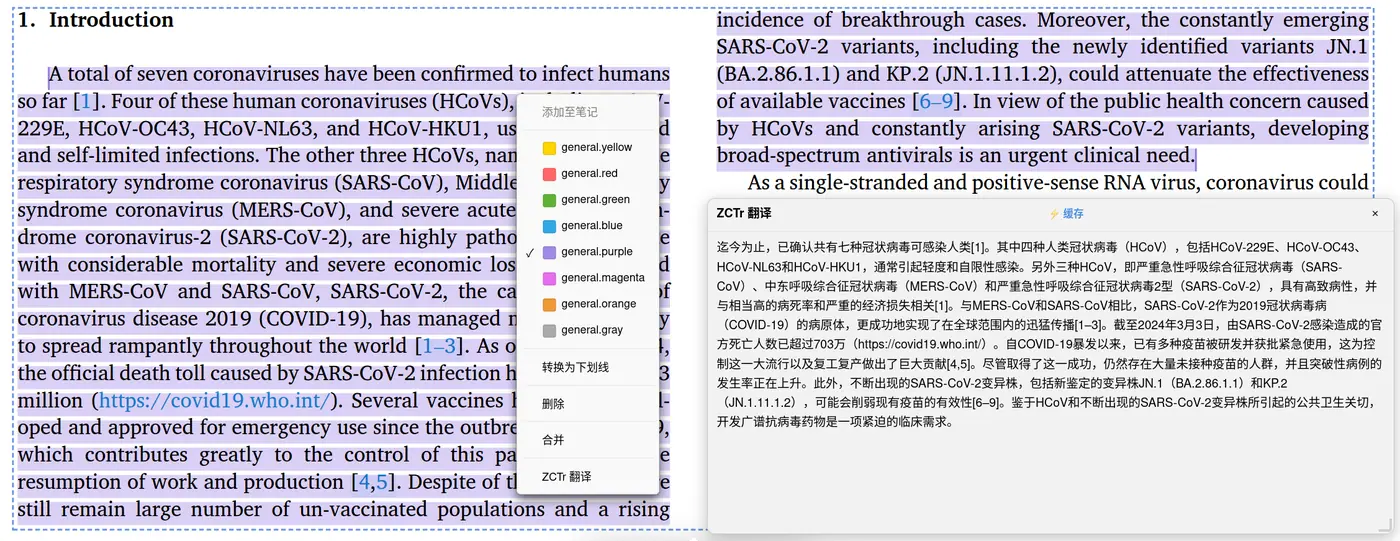 1. Introduction
A total of seven coronaviruses have been confirmed to infect humans
so far [1]. Four of these human coronaviruses (HCoVs),
229E, HCoV-OC43, HCoV-NL63, and HCoV-HKU1,
and self-limited infections. The other three HCoVs,
respiratory syndrome coronavirus (SARS-CoV),
syndrome coronavirus (MERS-CoV), and severe acute
drome coronavirus-2 (SARS-CoV-2), are highly
with considerable mortality and severe economic
with MERS-CoV and SARS-CoV, SARS-CoV-2, the
coronavirus disease 2019 (COVID-19), has managed
to spread rampantly throughout the world [1–3]. As
the official death toll caused by SARS-CoV-2 infection
million (https://covid19.who.int/). Several vaccines
oped and approved for emergency use since the
which contributes greatly to the control of this
resumption of work and production [4,5]. Despite of
still remain large number of un-vaccinated populations and a rising
添加至笔记
general.yellow
general.red
general.green
general.blue
✓ general.purple
general.magenta
general.orange
general.gray
转换为下划线
删除
合并
ZCTr 翻译
incidence of breakthrough cases. Moreover, the constantly emerging
SARS-CoV-2 variants, including the newly identified variants JN.1
(BA.2.86.1.1) and KP.2 (JN.1.11.1.2), could attenuate the effectiveness
of available vaccines [6–9]. In view of the public health concern caused
by HCoVs and constantly arising SARS-CoV-2 variants, developing
broad-spectrum antivirals is an urgent clinical need.
As a single-stranded and positive-sense RNA virus, coronavirus could
ZCTr 翻译 ⚡ 缓存 ×
迄今为止，已确认共有七种冠状病毒可感染人类[1]。其中四种人类冠状病毒（HCoV），包括HCoV-229E、HCoV-OC43、
HCoV-NL63和HCoV-HKU1，通常引起轻度和自限性感染。另外三种HCoV，即严重急性呼吸综合征冠状病毒（SARS-
CoV）、中东呼吸综合征冠状病毒（MERS-CoV）和严重急性呼吸综合征冠状病毒2型（SARS-CoV-2），具有高致病性，并
与相当高的病死率和严重的经济损失相关[1]。与MERS-CoV和SARS-CoV相比，SARS-CoV-2作为2019冠状病毒病
（COVID-19）的病原体，更成功地实现了在全球范围内的迅猛传播[1–3]。截至2024年3月3日，由SARS-CoV-2感染造成的官
方死亡人数已超过703万（https://covid19.who.int/）。自COVID-19暴发以来，已有多种疫苗被研发并获批紧急使用，这为控
制这一大流行以及复工复产做出了巨大贡献[4,5]。尽管取得了这一成功，仍然存在大量未接种疫苗的人群，并且突破性病例的
发生率正在上升。此外，不断出现的SARS-CoV-2变异株，包括新鉴定的变异株JN.1（BA.2.86.1.1）和KP.2
（JN.1.11.1.2），可能会削弱现有疫苗的有效性[6–9]。鉴于HCoV和不断出现的SARS-CoV-2变异株所引起的公共卫生关切，
开发广谱抗病毒药物是一项紧迫的临床需求。